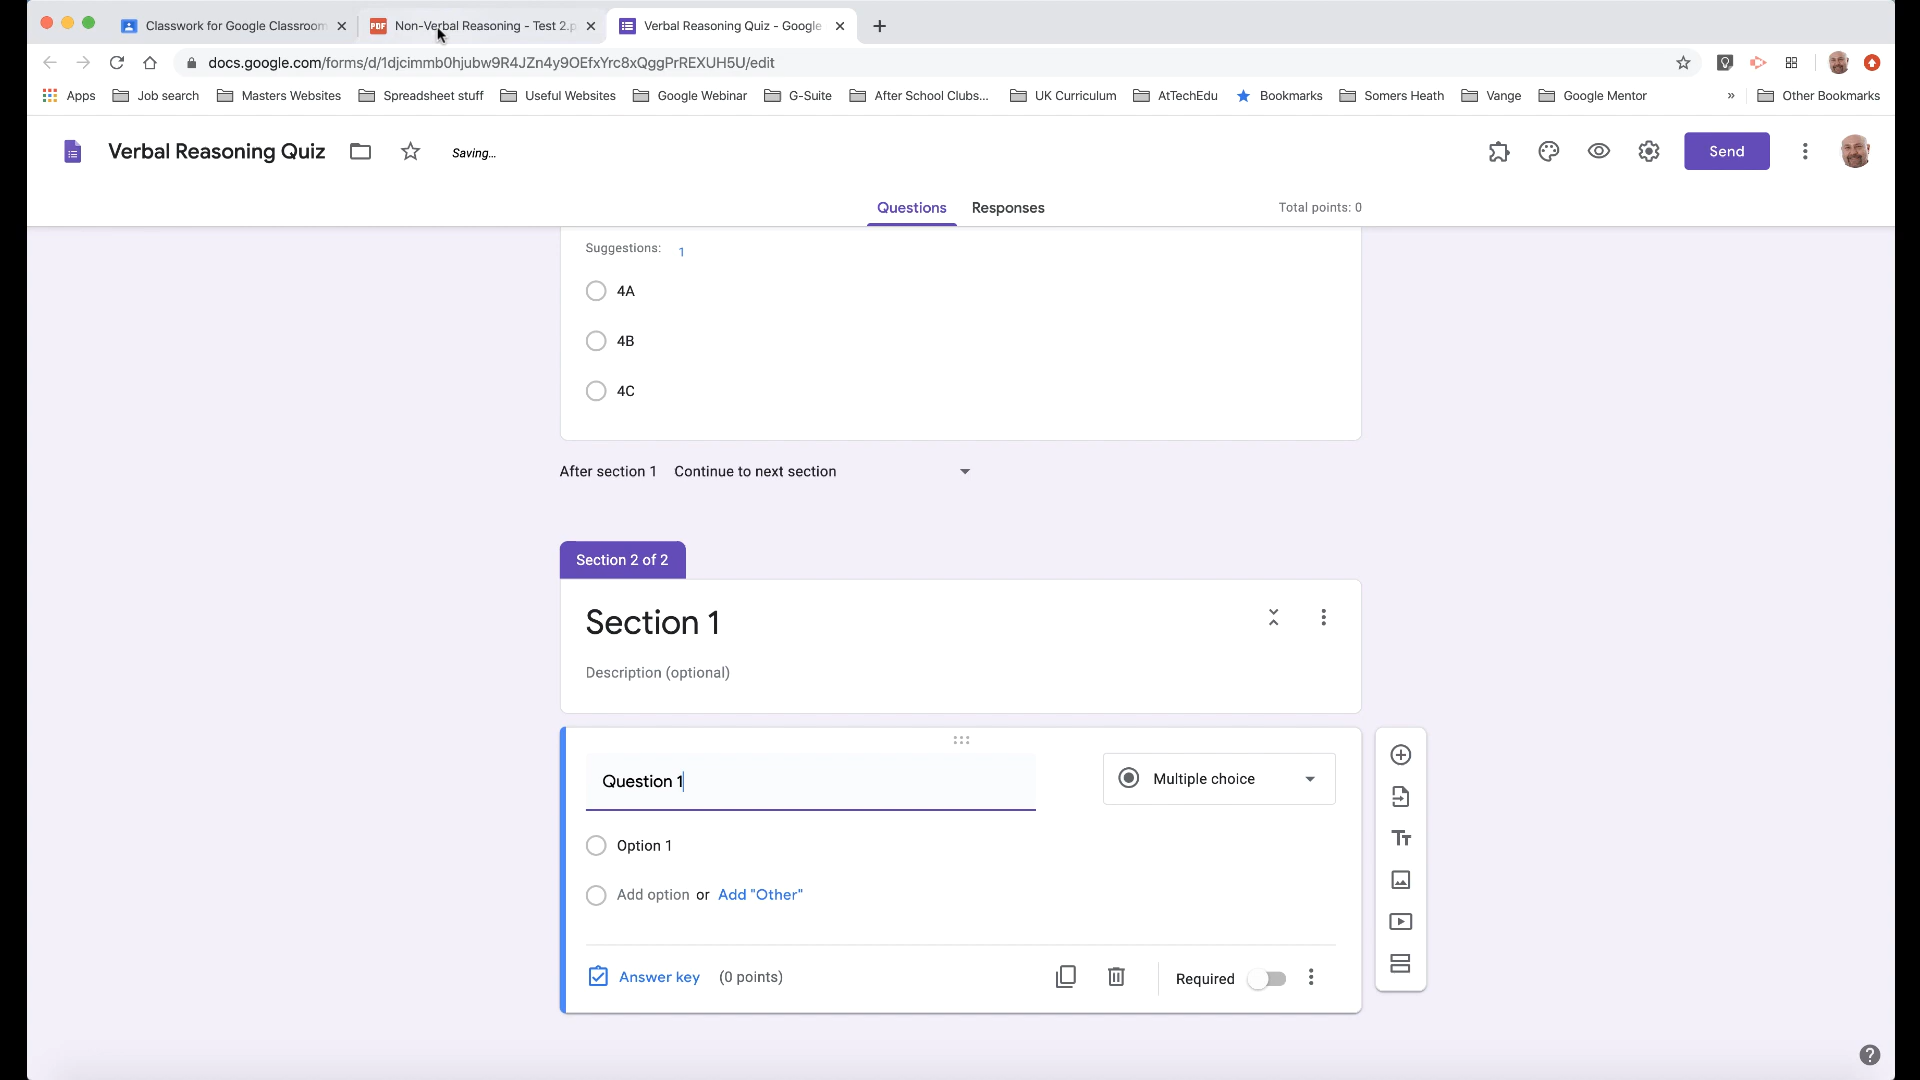 Classwork for Google Classroom
PDF
Non-Verbal Reasoning - Test 2.p
Verbal Reasoning Quiz - Google
docs.google.com/forms/d/1djcimmb0hjubw9R4JZn4y9OEfxYrc8xQggPrREXUH5U/edit
Apps
Job search
Masters Websites
Spreadsheet stuff
Useful Websites
Google Webinar
G-Suite
After School Clubs...
UK Curriculum
AtTechEdu
Bookmarks
Somers Heath
Vange
Google Mentor
»
Other Bookmarks
Verbal Reasoning Quiz
Saving...
Send
Questions
Responses
Total points: 0
Suggestions: 1
4A
4B
4C
After section 1 Continue to next section
Section 2 of 2
Section 1
Description (optional)
Question 1
Multiple choice
Option 1
Add option or Add "Other"
Answer key (0 points)
Required